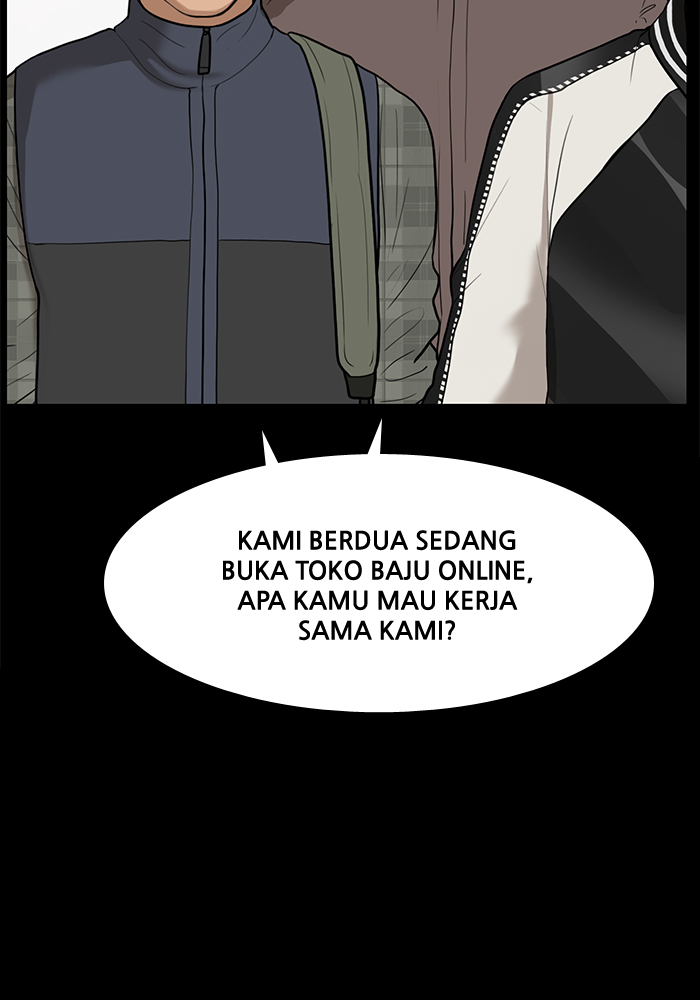 KAMI BERDUA SEDANG
BUKA TOKO BAJU ONLINE,
APA KAMU MAU KERJA
SAMA KAMI?